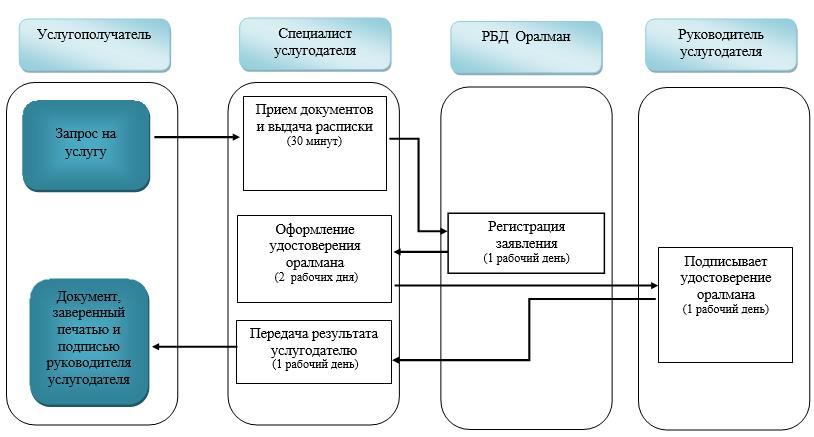 Услугополучатель
Специалист
услугодателя
РБД  Оралман
Руководитель
услугодателя
Запрос на
услугу
Прием документов
и выдача расписки
(30 минут)
Регистрация
заявления
(1 рабочий день)
Оформление
удостоверения
оралмана
(2  рабочих дня)
Подписывает
удостоверение
оралмана
(1 рабочий день)
Передача результата
услугодателю
(1 рабочий день)
Документ,
заверенный
печатью и
подписью
руководителя
услугодателя